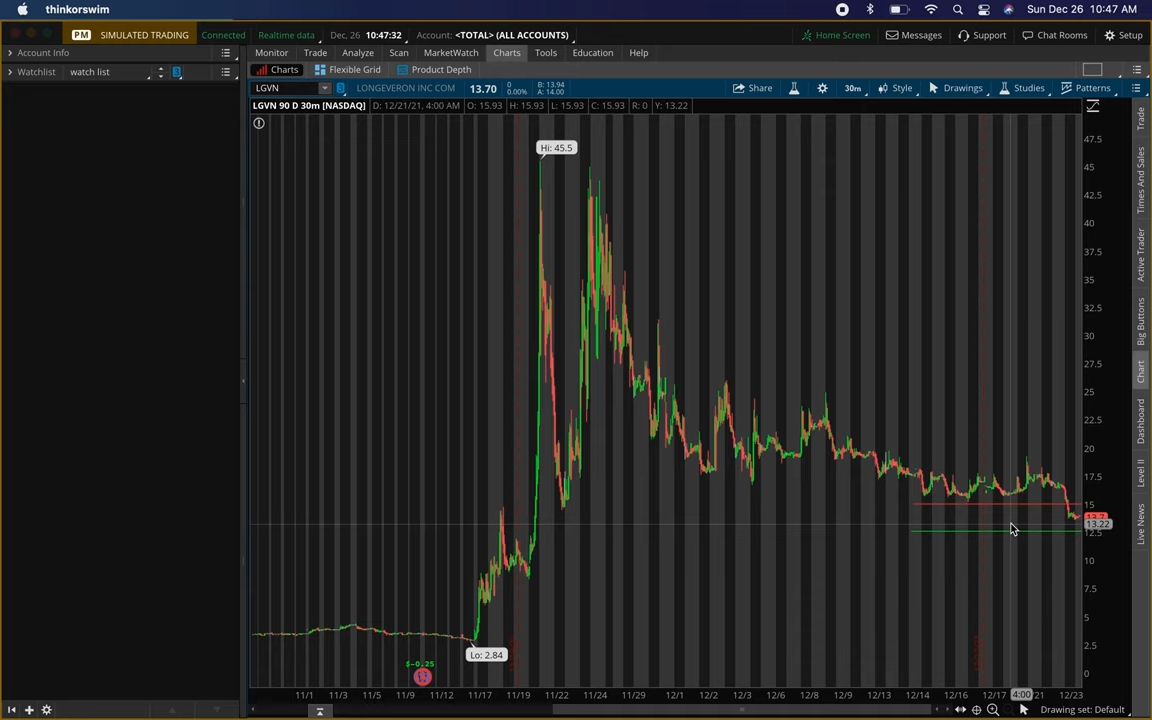 thinkorswim
Sun Dec 26 10:47 AM
PM SIMULATED TRADING Connected Realtime data Dec, 26 10:47:32 Account: <TOTAL> (ALL ACCOUNTS) Home Screen Messages Support Chat Rooms Setup
Account Info
Watchlist watch list 3
Monitor Trade Analyze Scan MarketWatch Charts Tools Education Help
Charts Flexible Grid Product Depth
LGVN 3 LONGEVERON INC COM 13.70 0 B: 13.94
0.00% A: 14.00
Share 30m Style Drawings Studies Patterns
LGVN 90 D 30m [NASDAQ] D: 12/21/21, 4:00 AM O: 15.93 H: 15.93 L: 15.93 C: 15.93 R: 0 Y: 13.22
Hi: 45.5
Lo: 2.84
$-0.25
47.5
45
42.5
40
37.5
35
32.5
30
27.5
25
22.5
20
17.5
15
13.7
13.22
12.5
10
7.5
5
2.5
0
11/1 11/3 11/5 11/9 11/12 11/17 11/19 11/22 11/24 11/29 12/1 12/2 12/3 12/6 12/8 12/9 12/13 12/14 12/16 12/17 4:00 21 12/23
Drawing set: Default
Trade
Times And Sales
Active Trader
Big Buttons
Chart
Dashboard
Level II
Live News